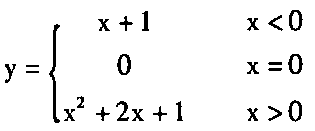 x + 1 x < 0
y = { 0 x = 0
x² + 2x + 1 x > 0